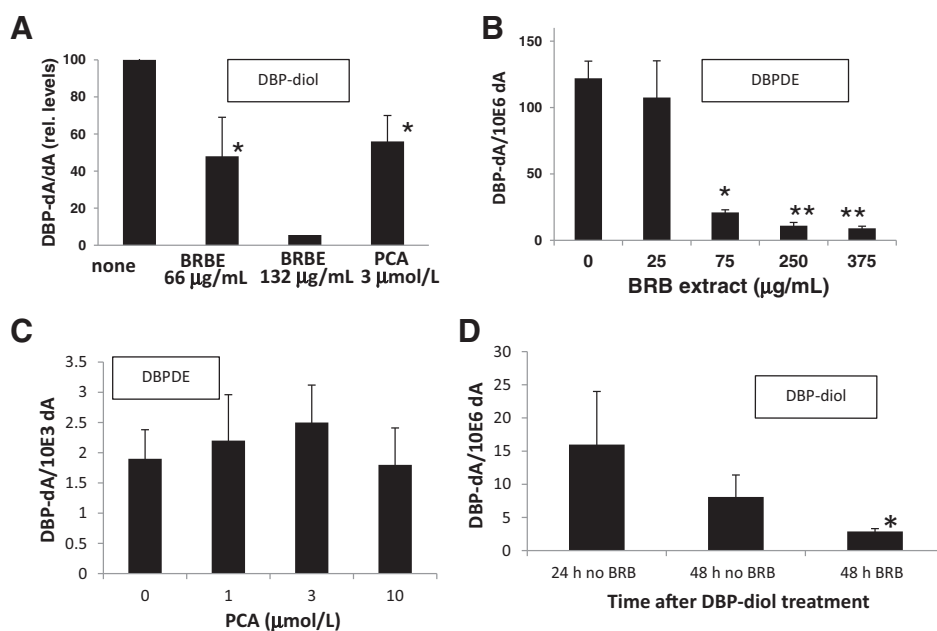 A
DBP-dA/dA (rel. levels)
100
80
60
40
20
0
DBP-diol
*
*
none
BRBE
66 µg/mL
BRBE
132 µg/mL
PCA
3 µmol/L
B
DBP-dA/10E6 dA
150
100
50
0
DBPDE
*
**
**
0 25 75 250 375
BRB extract (µg/mL)
C
DBP-dA/10E3 dA
3.5
3
2.5
2
1.5
1
0.5
0
DBPDE
0 1 3 10
PCA (µmol/L)
D
DBP-dA/10E6 dA
30
25
20
15
10
5
0
DBP-diol
*
24 h no BRB 48 h no BRB 48 h BRB
Time after DBP-diol treatment